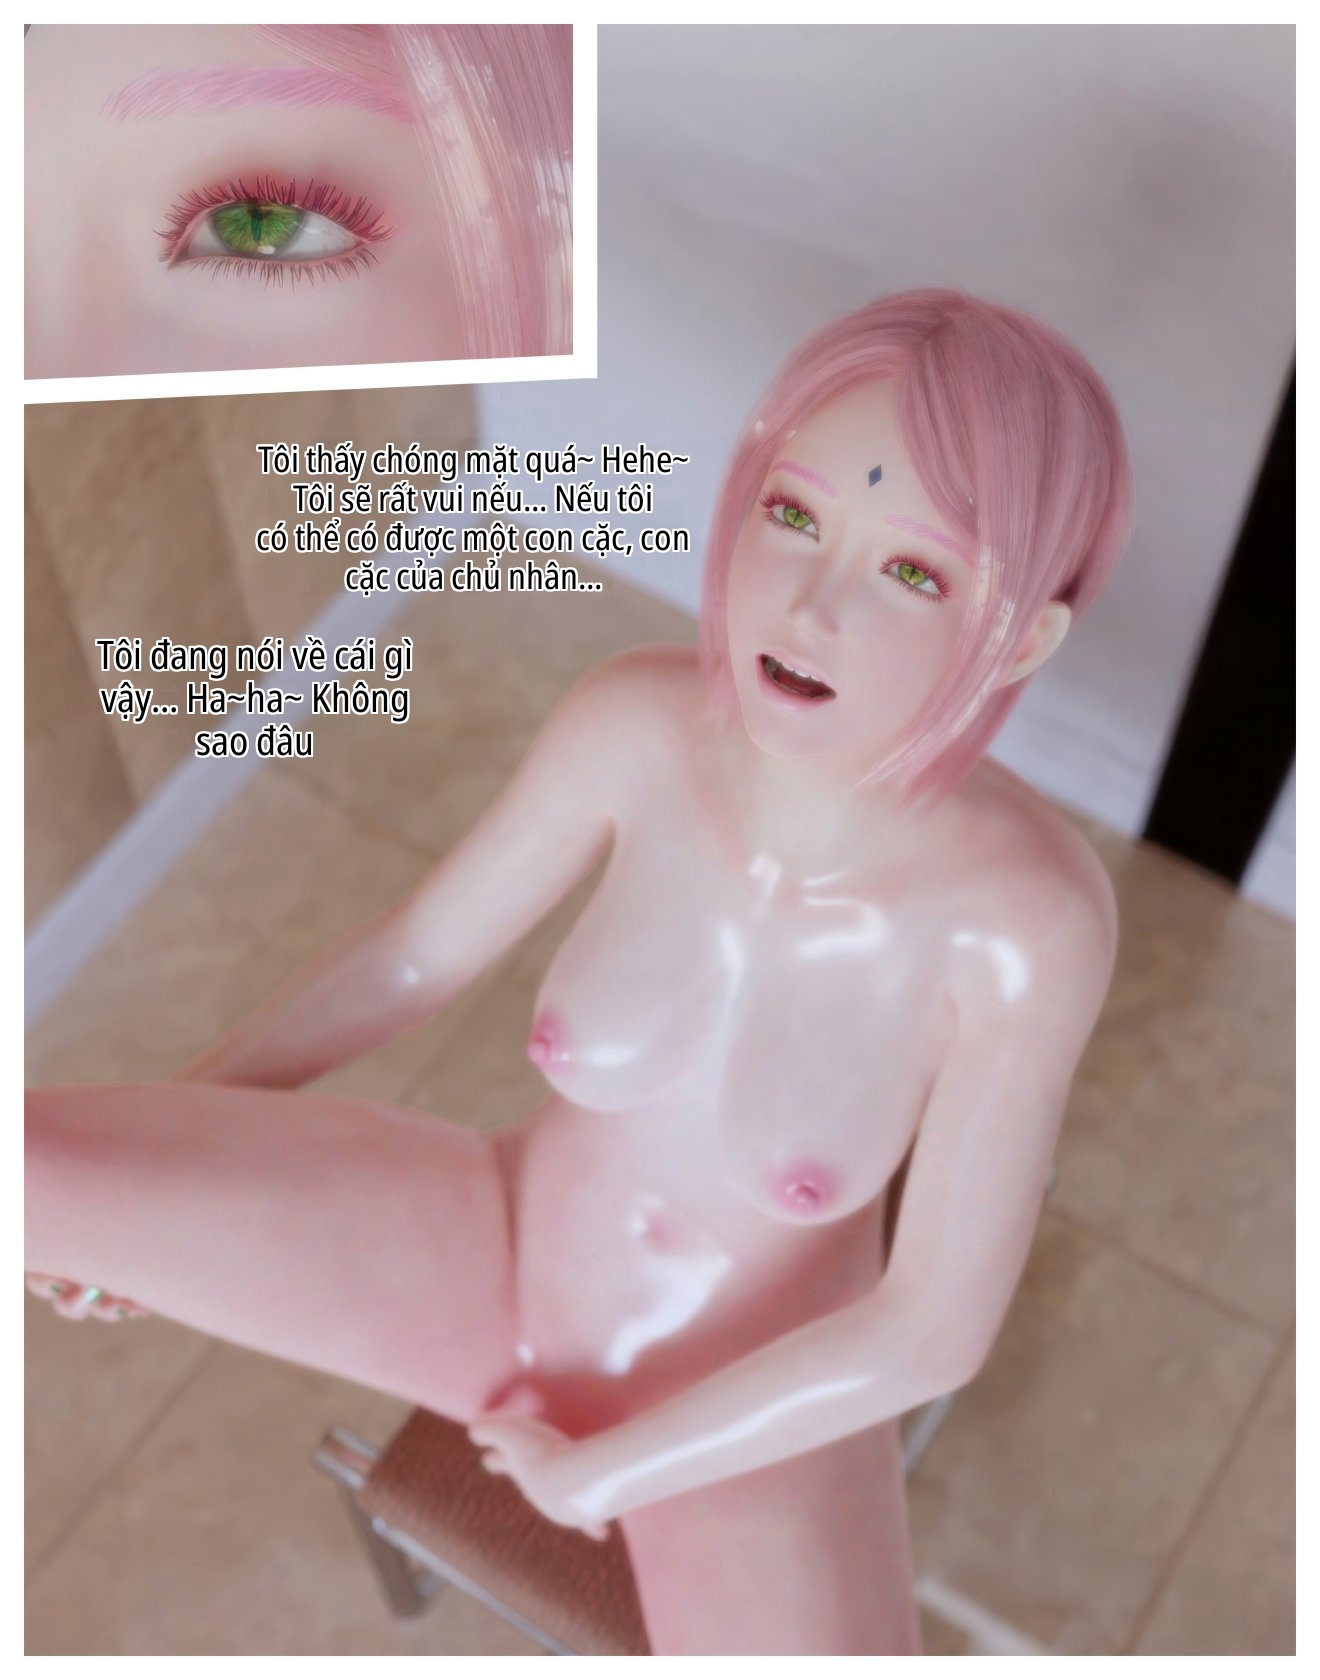 Tôi thấy chóng mặt quá~ Hehe~
Tôi sẽ rất vui nếu... Nếu tôi
có thể có được một con cặc, con
cặc của chủ nhân...
Tôi đang nói về cái gì
vậy... Ha~ha~ Không
sao đâu